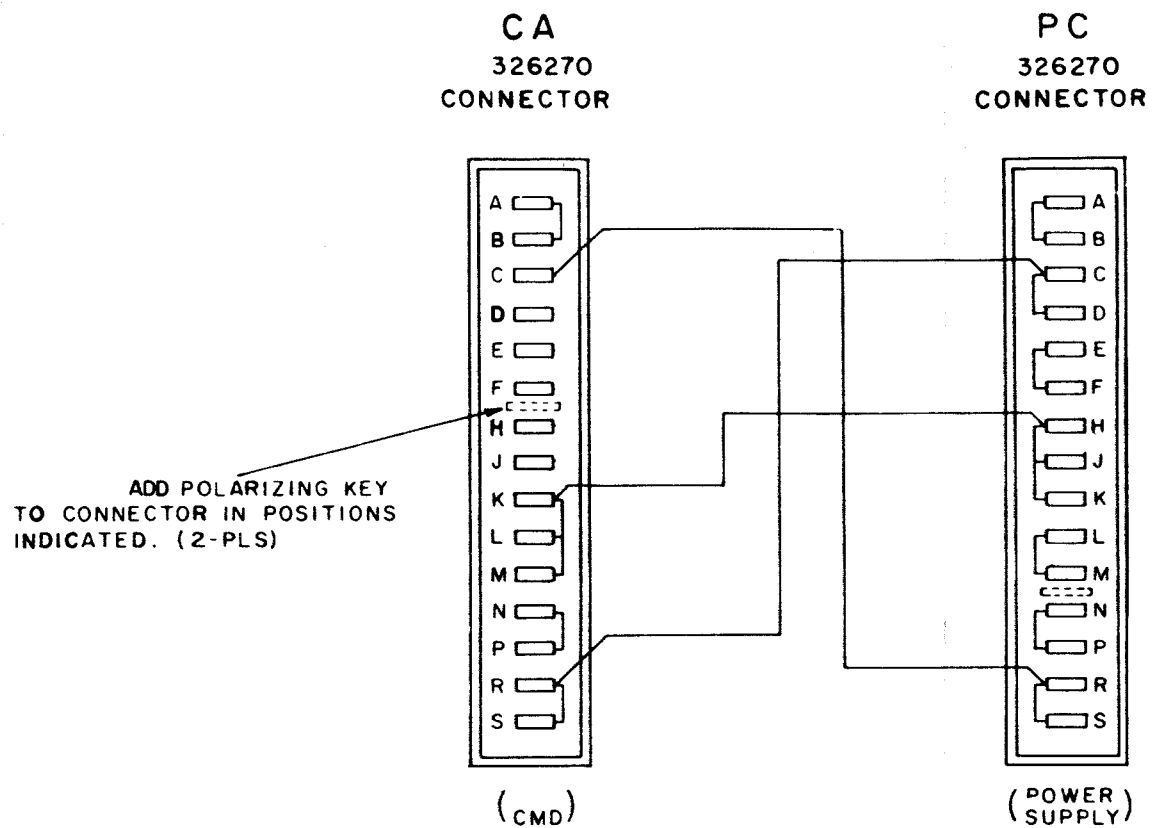 CA
326270
CONNECTOR
PC
326270
CONNECTOR
A
B
C
D
E
F
H
J
K
L
M
N
P
R
S
A
B
C
D
E
F
H
J
K
L
M
N
P
R
S
ADD POLARIZING KEY
TO CONNECTOR IN POSITIONS
INDICATED. (2-PLS)
(CMD)
(POWER
SUPPLY)